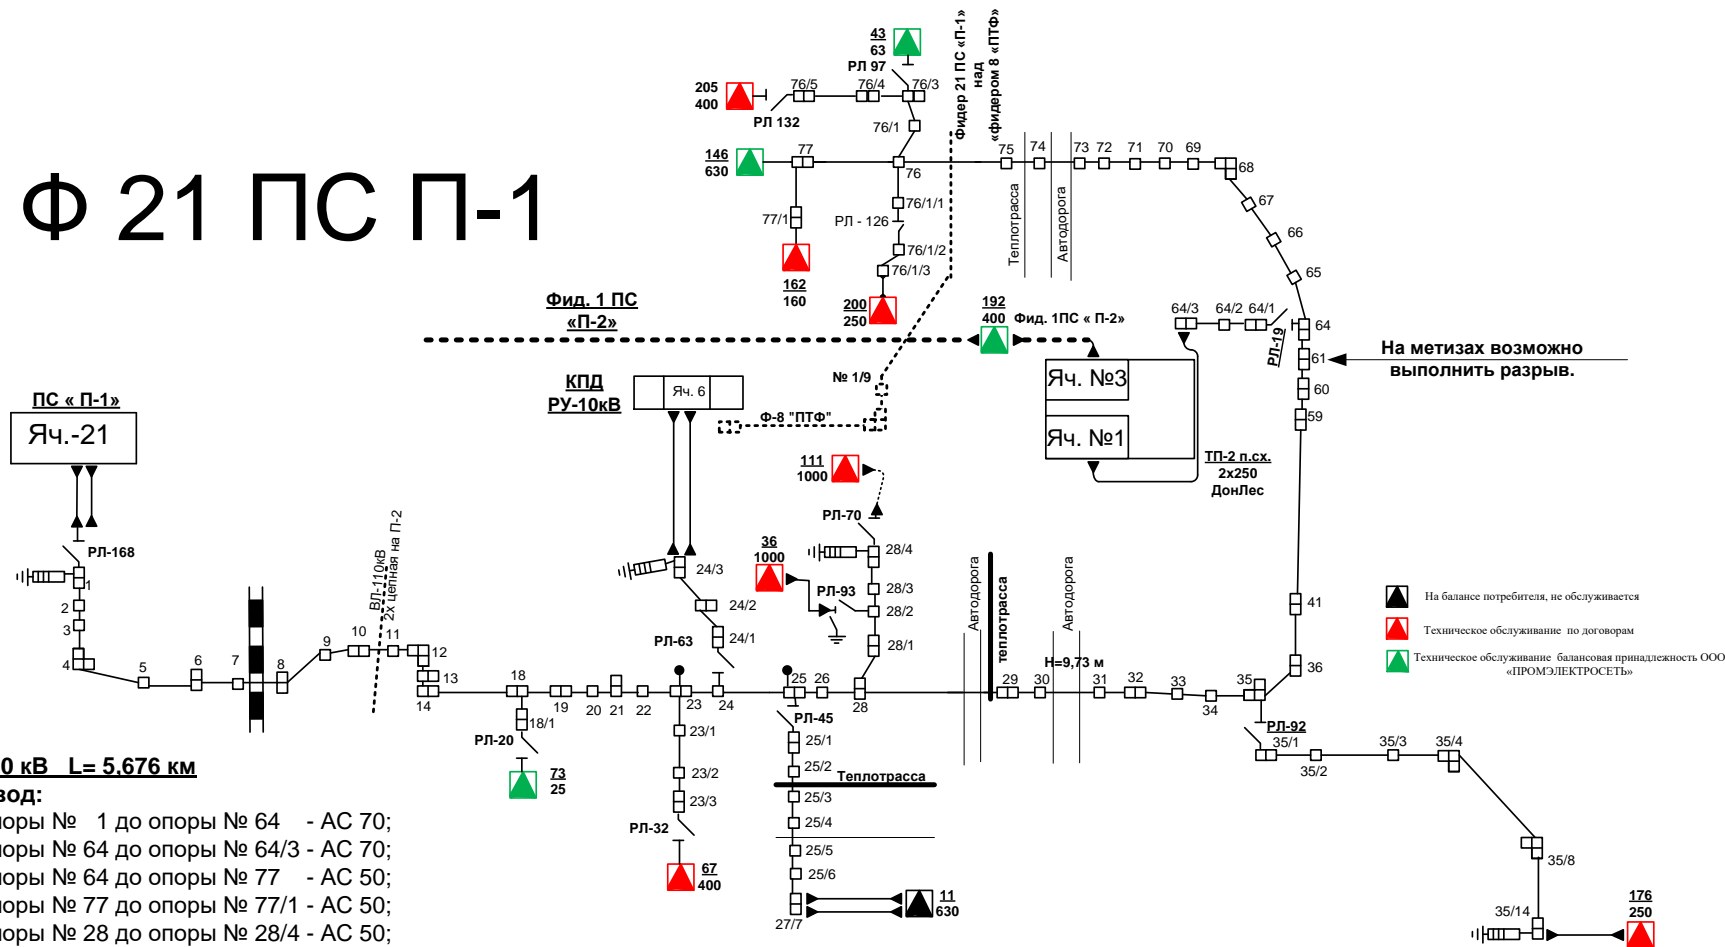 Ф 21 ПС П-1
43
63
РЛ 97
205
400
76/5
76/4
76/3
РЛ 132
76/1
146
630
77
76
77/1
162
160
76/1/1
РЛ - 126
76/1/2
76/1/3
200
250
Фидер 21 ПС «П-1»
над
«фидером 8 «ПТФ»
75
74
73
72
71
70
69
68
Теплотрасса
Автодорога
67
66
65
64/3
64/2
64/1
64
РЛ-19
61
60
59
На метизах возможно
выполнить разрыв.
Фид. 1 ПС
«П-2»
192
400
Фид. 1ПС « П-2»
Яч. №3
Яч. №1
ТП-2 п.сх.
2х250
ДонЛес
№ 1/9
Ф-8 "ПТФ"
КПД
РУ-10кВ
Яч. 6
ПС « П-1»
Яч.-21
РЛ-168
1
2
3
4
5
6
7
8
9
10
11
12
13
14
ВЛ-110кВ
2х цепная на П-2
18
18/1
19
20
21
22
23
24
25
26
28
РЛ-20
73
25
23/1
23/2
23/3
РЛ-32
67
400
24/3
24/2
24/1
РЛ-63
111
1000
РЛ-70
36
1000
РЛ-93
28/4
28/3
28/2
28/1
РЛ-45
25/1
25/2
Теплотрасса
25/3
25/4
25/5
25/6
27/7
11
630
Автодорога
теплотрасса
Автодорога
Н=9,73 м
29
30
31
32
33
34
35
36
41
РЛ-92
35/1
35/2
35/3
35/4
35/8
35/14
176
250
На балансе потребителя, не обслуживается
Техническое обслуживание по договорам
Техническое обслуживание балансовая принадлежность ООО
«ПРОМЭЛЕКТРОСЕТЬ»
0 кВ L= 5,676 км
вод:
оры № 1 до опоры № 64 - АС 70;
оры № 64 до опоры № 64/3 - АС 70;
оры № 64 до опоры № 77 - АС 50;
оры № 77 до опоры № 77/1 - АС 50;
оры № 28 до опоры № 28/4 - АС 50;